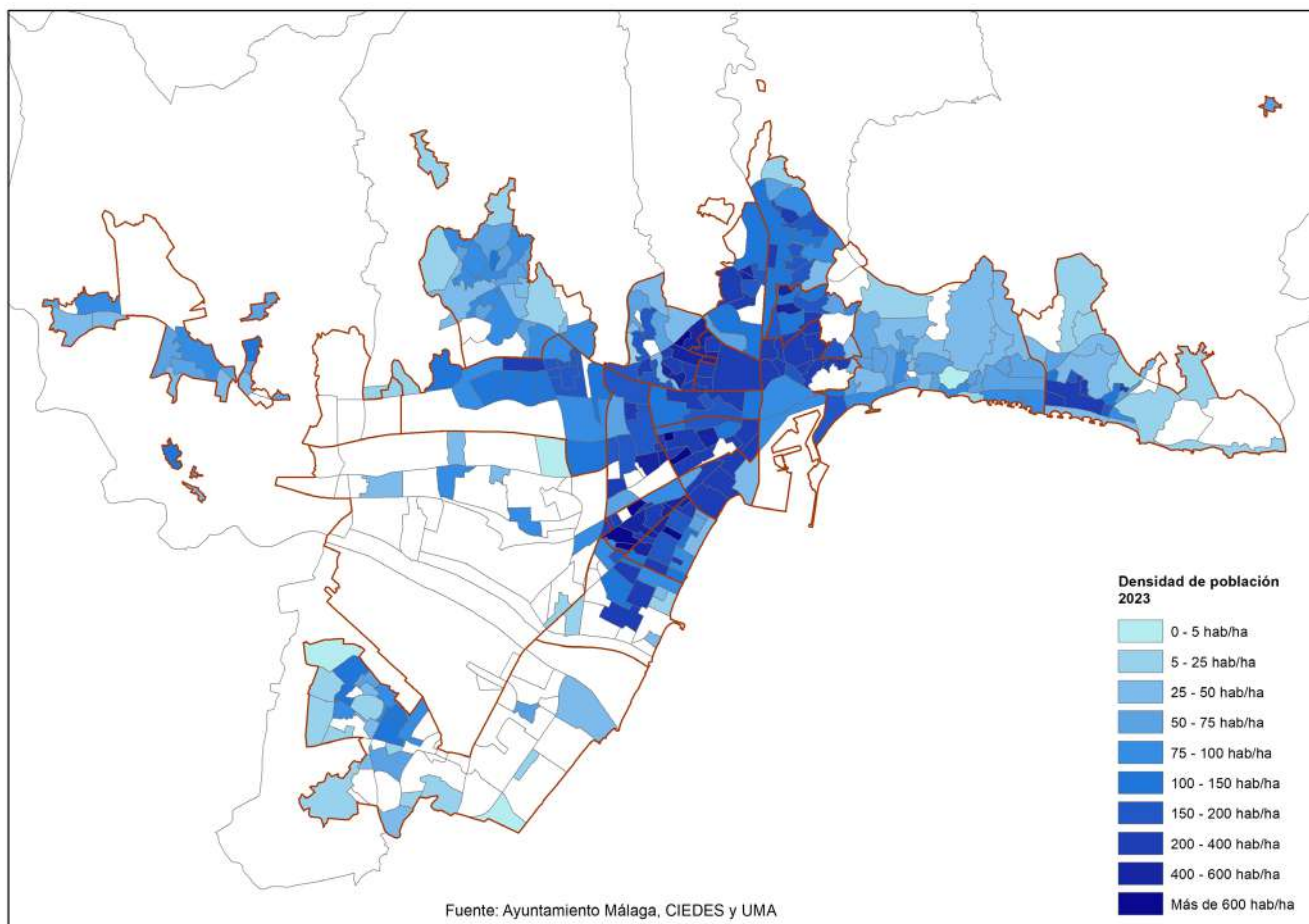 Densidad de población
2023
0 - 5 hab/ha
5 - 25 hab/ha
25 - 50 hab/ha
50 - 75 hab/ha
75 - 100 hab/ha
100 - 150 hab/ha
150 - 200 hab/ha
200 - 400 hab/ha
400 - 600 hab/ha
Más de 600 hab/ha
Fuente: Ayuntamiento Málaga, CIEDES y UMA